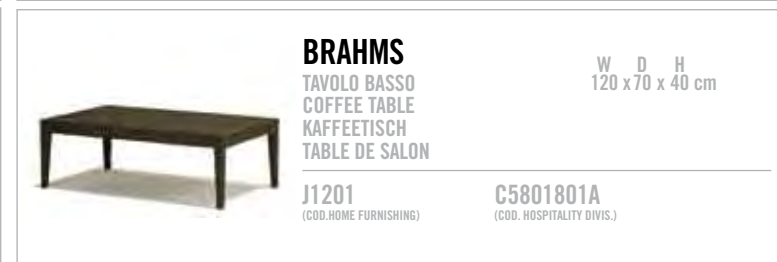 BRAHMS
TAVOLO BASSO
COFFEE TABLE
KAFFEETISCH
TABLE DE SALON
W D H
120 x 70 x 40 cm
J1201
(COD.HOME FURNISHING)
C5801801A
(COD. HOSPITALITY DIVIS.)